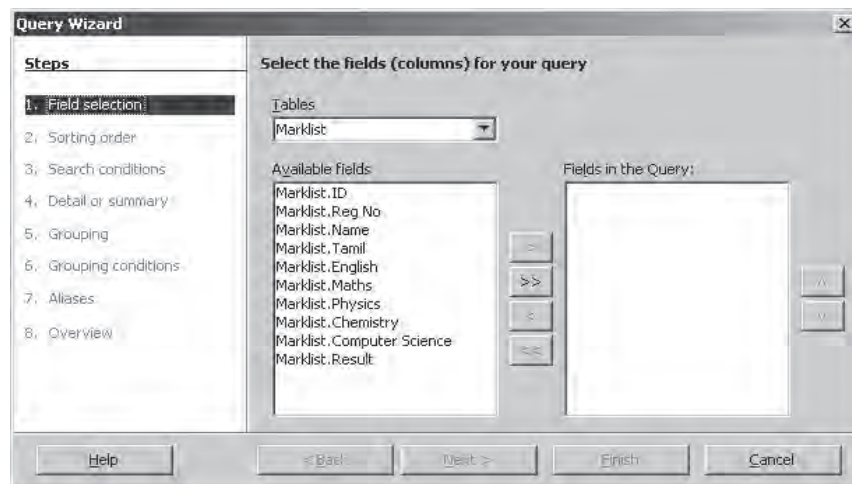 Query Wizard
Steps
1. Field selection
2. Sorting order
3. Search conditions
4. Detail or summary
5. Grouping
6. Grouping conditions
7. Aliases
8. Overview
Select the fields (columns) for your query
Tables
Marklist
Available fields
Marklist.ID
Marklist.Reg No
Marklist.Name
Marklist.Tamil
Marklist.English
Marklist.Maths
Marklist.Physics
Marklist.Chemistry
Marklist.Computer Science
Marklist.Result
>
>>
<
<<
Fields in the Query:
Help
< Back
Next >
Finish
Cancel